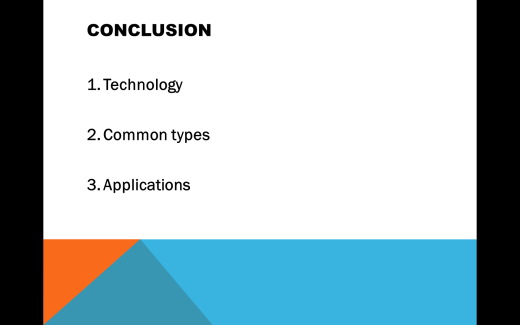 CONCLUSION
1. Technology
2. Common types
3. Applications